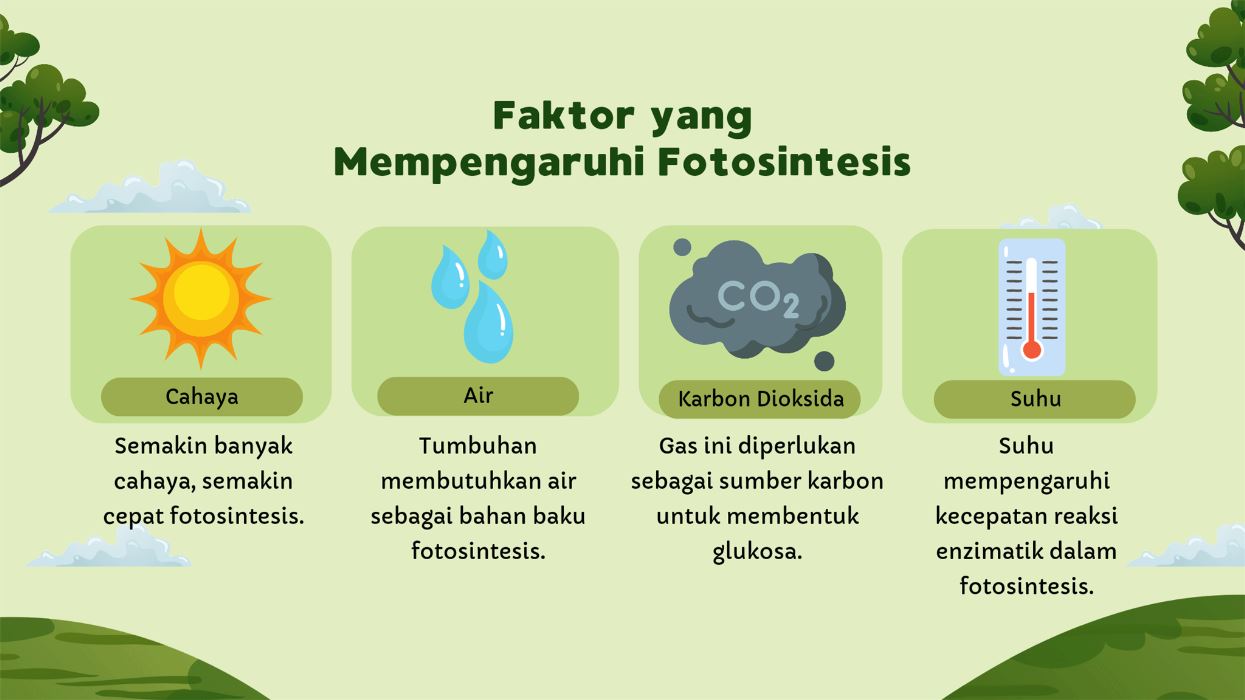 Faktor yang
Mempengaruhi Fotosintesis
Cahaya
Semakin banyak
cahaya, semakin
cepat fotosintesis.
Air
Tumbuhan
membutuhkan air
sebagai bahan baku
fotosintesis.
CO₂
Karbon Dioksida
Gas ini diperlukan
sebagai sumber karbon
untuk membentuk
glukosa.
Suhu
Suhu
mempengaruhi
kecepatan reaksi
enzimatik dalam
fotosintesis.